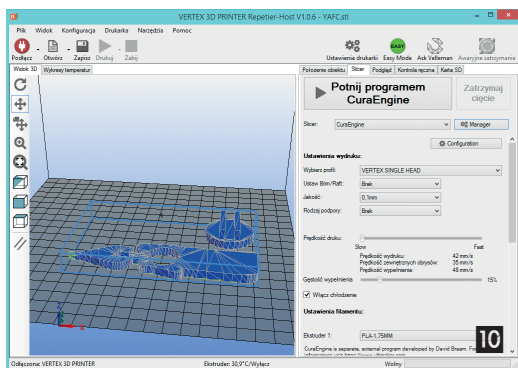 VERTEX 3D PRINTER Repetier-Host V1.0.6 - YAFC.stl
Plik Widok Konfiguracja Drukarka Narzędzia Pomoc
Podłącz Otwórz Zapisz Drukuj Zabij Ustawienia drukarki EASY Easy Mode Ask Velleman Awaryjne zatrzymanie
Widok 3D Wykresy temperatur
Położenie obiektu Slicer Podgląd Kontrola ręczna Karta SD
Potnij programem
CuraEngine
Zatrzymaj
cięcie
Slicer: CuraEngine Manager
Configuration
Ustawienia wydruku:
Wybierz profil: VERTEX SINGLE HEAD
Ustaw Brim/Raft: Brak
Jakość: 0.1mm
Rodzaj podpory: Brak
Prędkość druku:
Slow Fast
Prędkość wydruku: 42 mm/s
Prędkość zewnętrznych obrysów: 35 mm/s
Prędkość wypełnienia: 48 mm/s
Gęstość wypełnienia 15%
Włącz chłodzenie
Ustawienia filamentu:
Ekstruder 1: PLA-1,75MM
10
CuraEngine is separate, external program developed by David Braam. For
Z
X
Odłączona: VERTEX 3D PRINTER Ekstruder: 30,9°C/Wyłącz Wolny